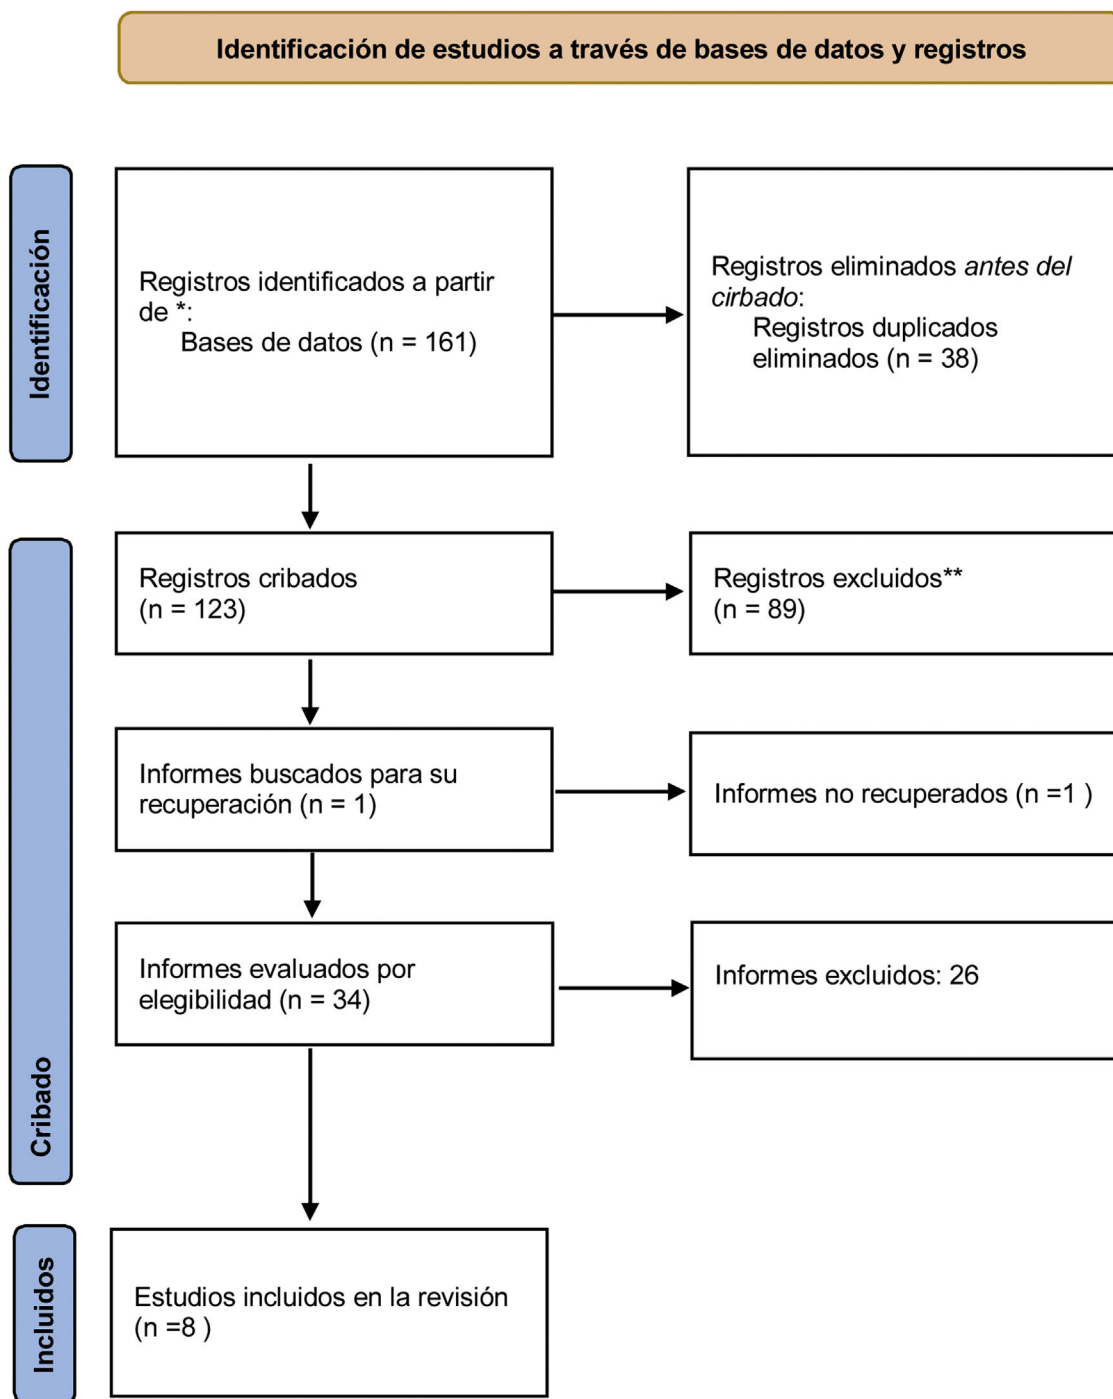 Identificación de estudios a través de bases de datos y registros
Identificación
Registros identificados a partir
de *:
Bases de datos (n = 161)
Registros eliminados antes del
cirbado:
Registros duplicados
eliminados (n = 38)
Cribado
Registros cribados
(n = 123)
Registros excluidos**
(n = 89)
Informes buscados para su
recuperación (n = 1)
Informes no recuperados (n =1 )
Informes evaluados por
elegibilidad (n = 34)
Informes excluidos: 26
Incluidos
Estudios incluidos en la revisión
(n =8 )